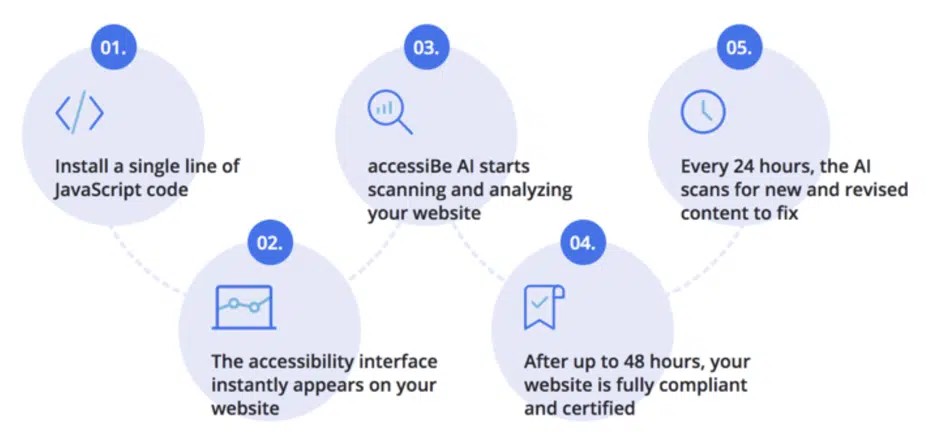 01.
Install a single line of
JavaScript code
02.
The accessibility interface
instantly appears on your
website
03.
accessiBe AI starts
scanning and analyzing
your website
04.
After up to 48 hours, your
website is fully compliant
and certified
05.
Every 24 hours, the AI
scans for new and revised
content to fix